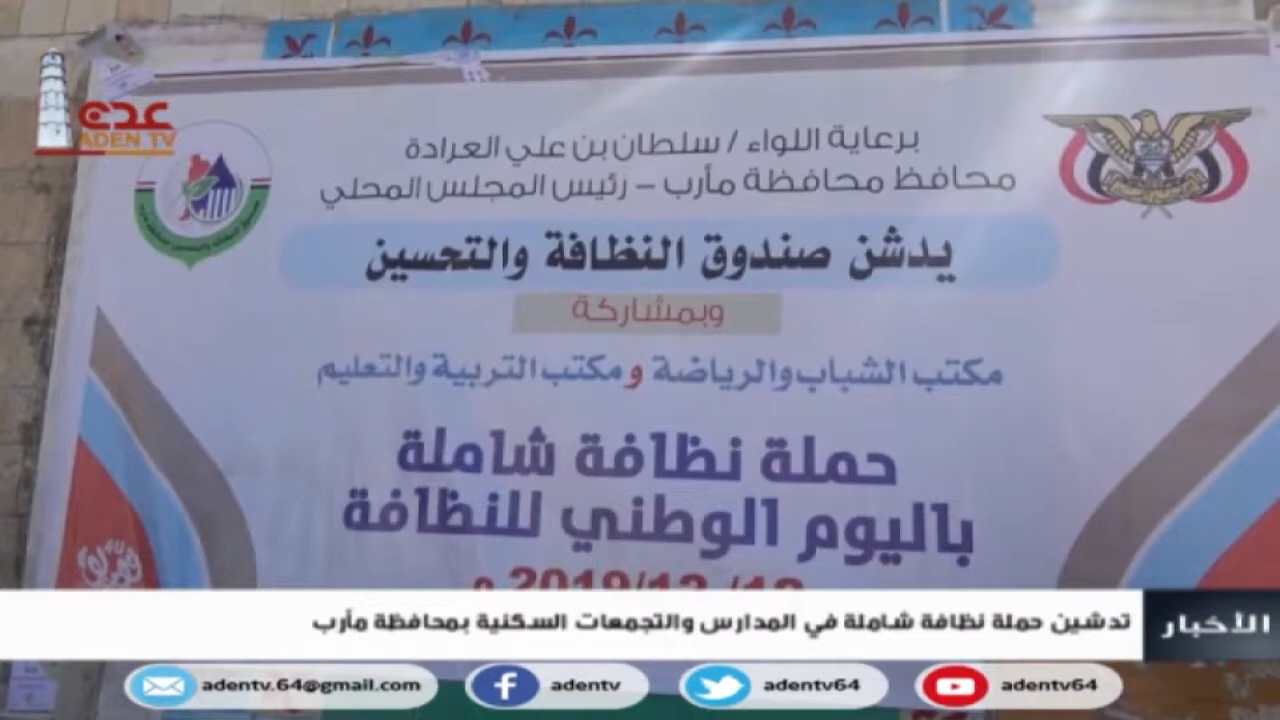 عدن
ADEN TV
برعاية اللواء / سلطان بن علي العرادة
محافظ محافظة مأرب - رئيس المجلس المحلي
يدشن صندوق النظافة والتحسين
وبمشاركة
مكتب الشباب والرياضة و مكتب التربية والتعليم
حملة نظافة شاملة
باليوم الوطني للنظافة
الأخبار
تدشين حملة نظافة شاملة في المدارس والتجمعات السكنية بمحافظة مأرب
adentv.64@gmail.com
adentv
adentv64
adentv64